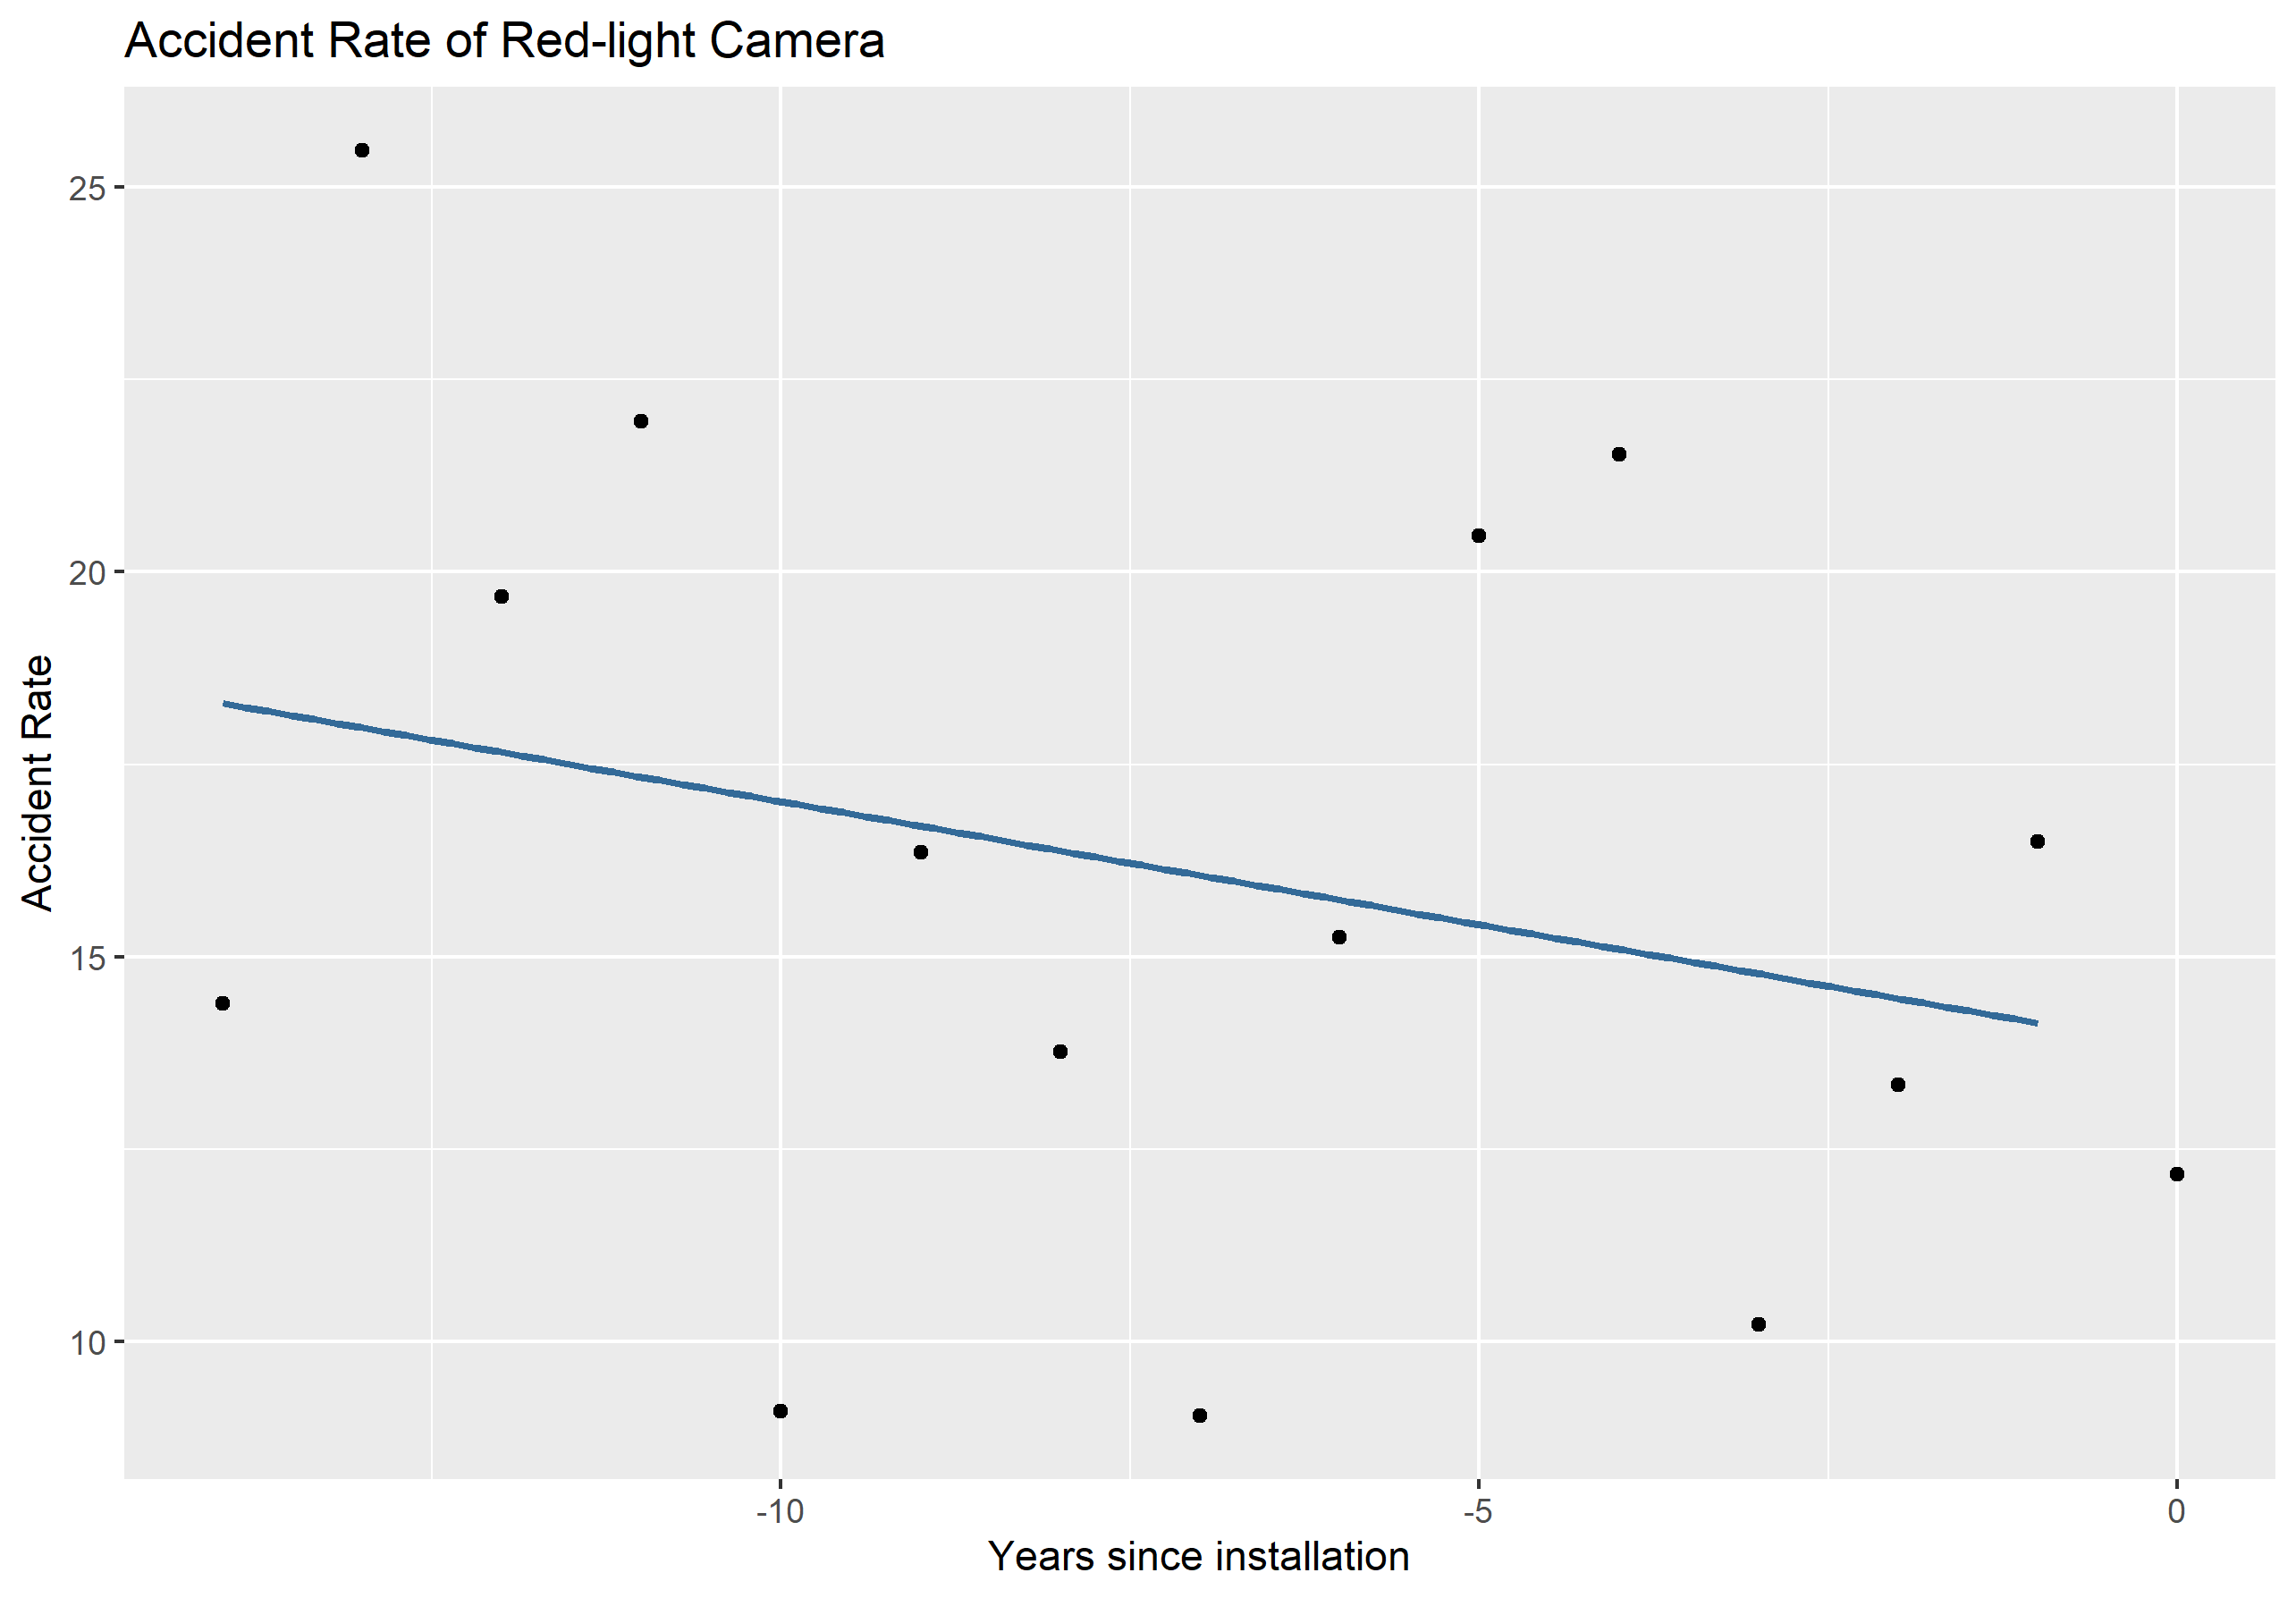 Accident Rate of Red-light Camera
25
20
15
10
Accident Rate
-10
-5
0
Years since installation